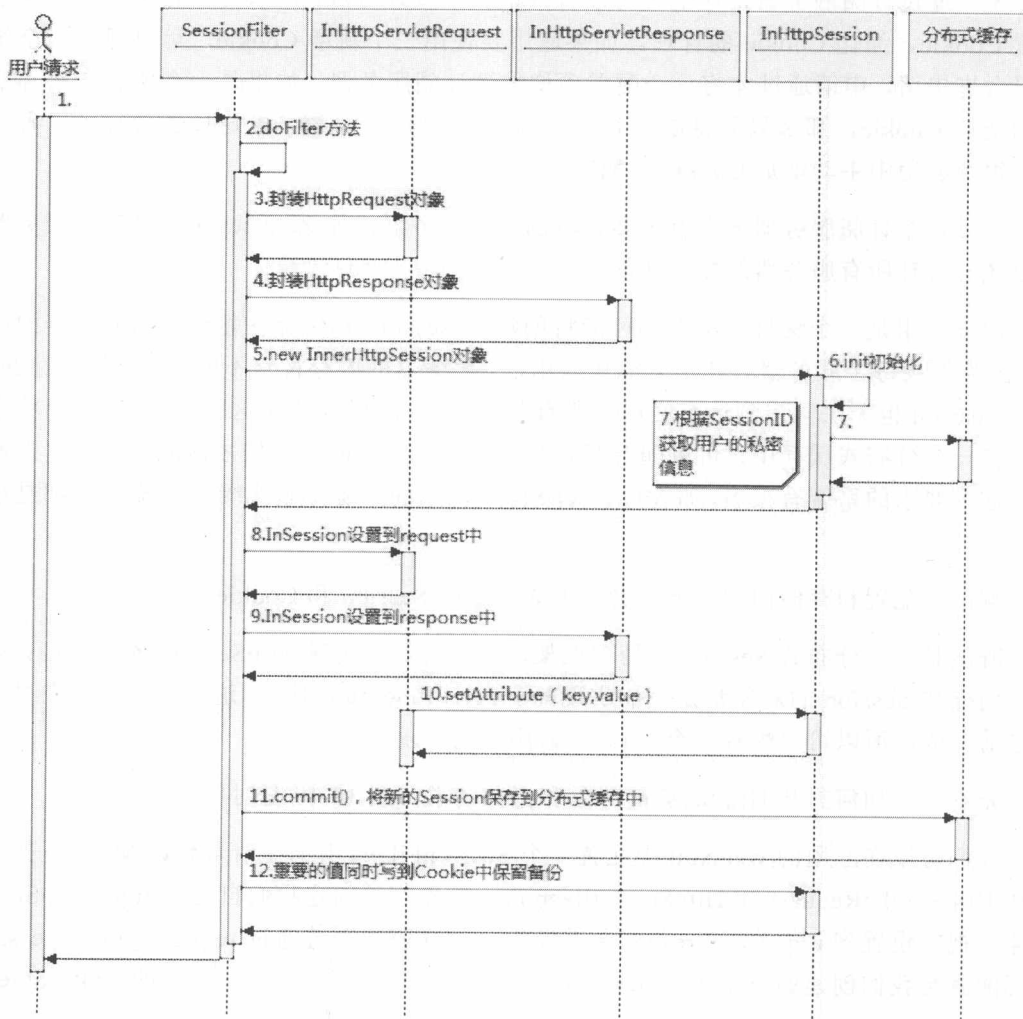 SessionFilter
InHttpServletRequest
InHttpServletResponse
InHttpSession
分布式缓存
用户请求
1.
2.doFilter方法
3.封装HttpRequest对象
4.封装HttpResponse对象
5.new InnerHttpSession对象
6.init初始化
7.根据SessionID
获取用户的私密
信息
7.
8.InSession设置到request中
9.InSession设置到response中
10.setAttribute ( key,value )
11.commit()，将新的Session保存到分布式缓存中
12.重要的值同时写到Cookie中保留备份